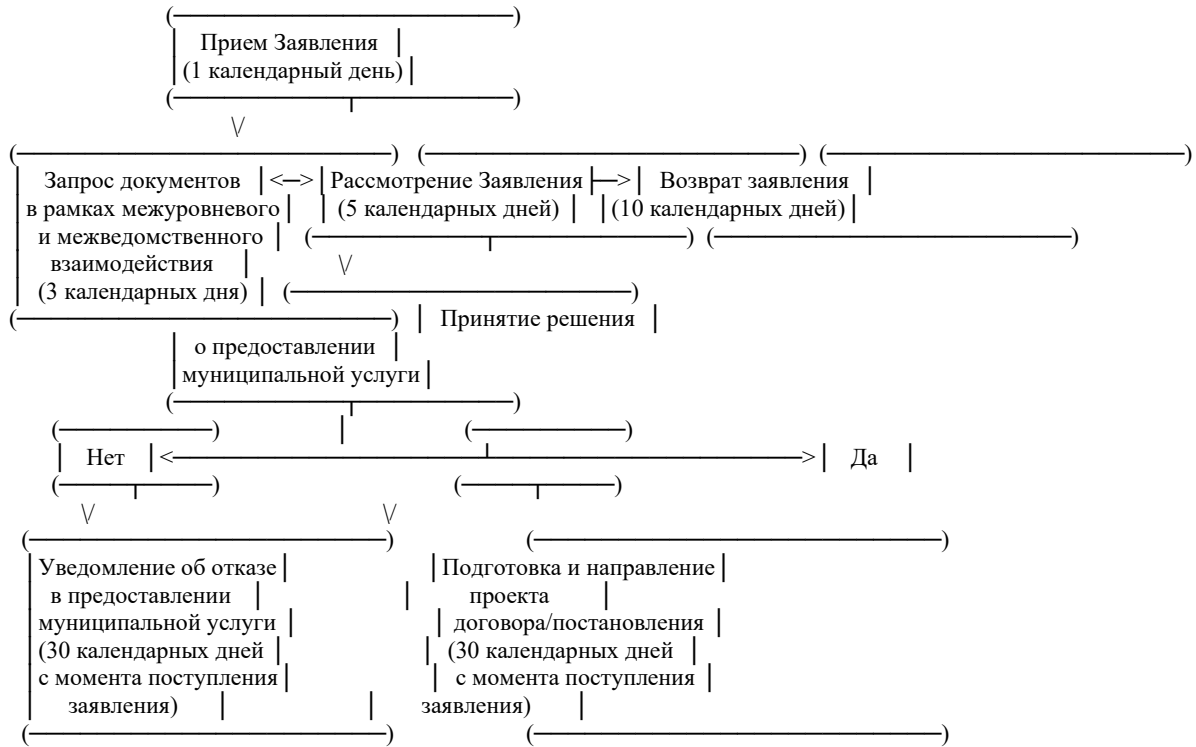 Прием Заявления
(1 календарный день)
Запрос документов <─> Рассмотрение Заявления ├─> Возврат заявления
в рамках межуровневого (5 календарных дней) (10 календарных дней)
и межведомственного
взаимодействия
(3 календарных дня)
Принятие решения
о предоставлении
муниципальной услуги
Нет <─────────┴─────────> Да
Уведомление об отказе Подготовка и направление
в предоставлении проекта
муниципальной услуги договора/постановления
(30 календарных дней (30 календарных дней
с момента поступления с момента поступления
заявления) заявления)